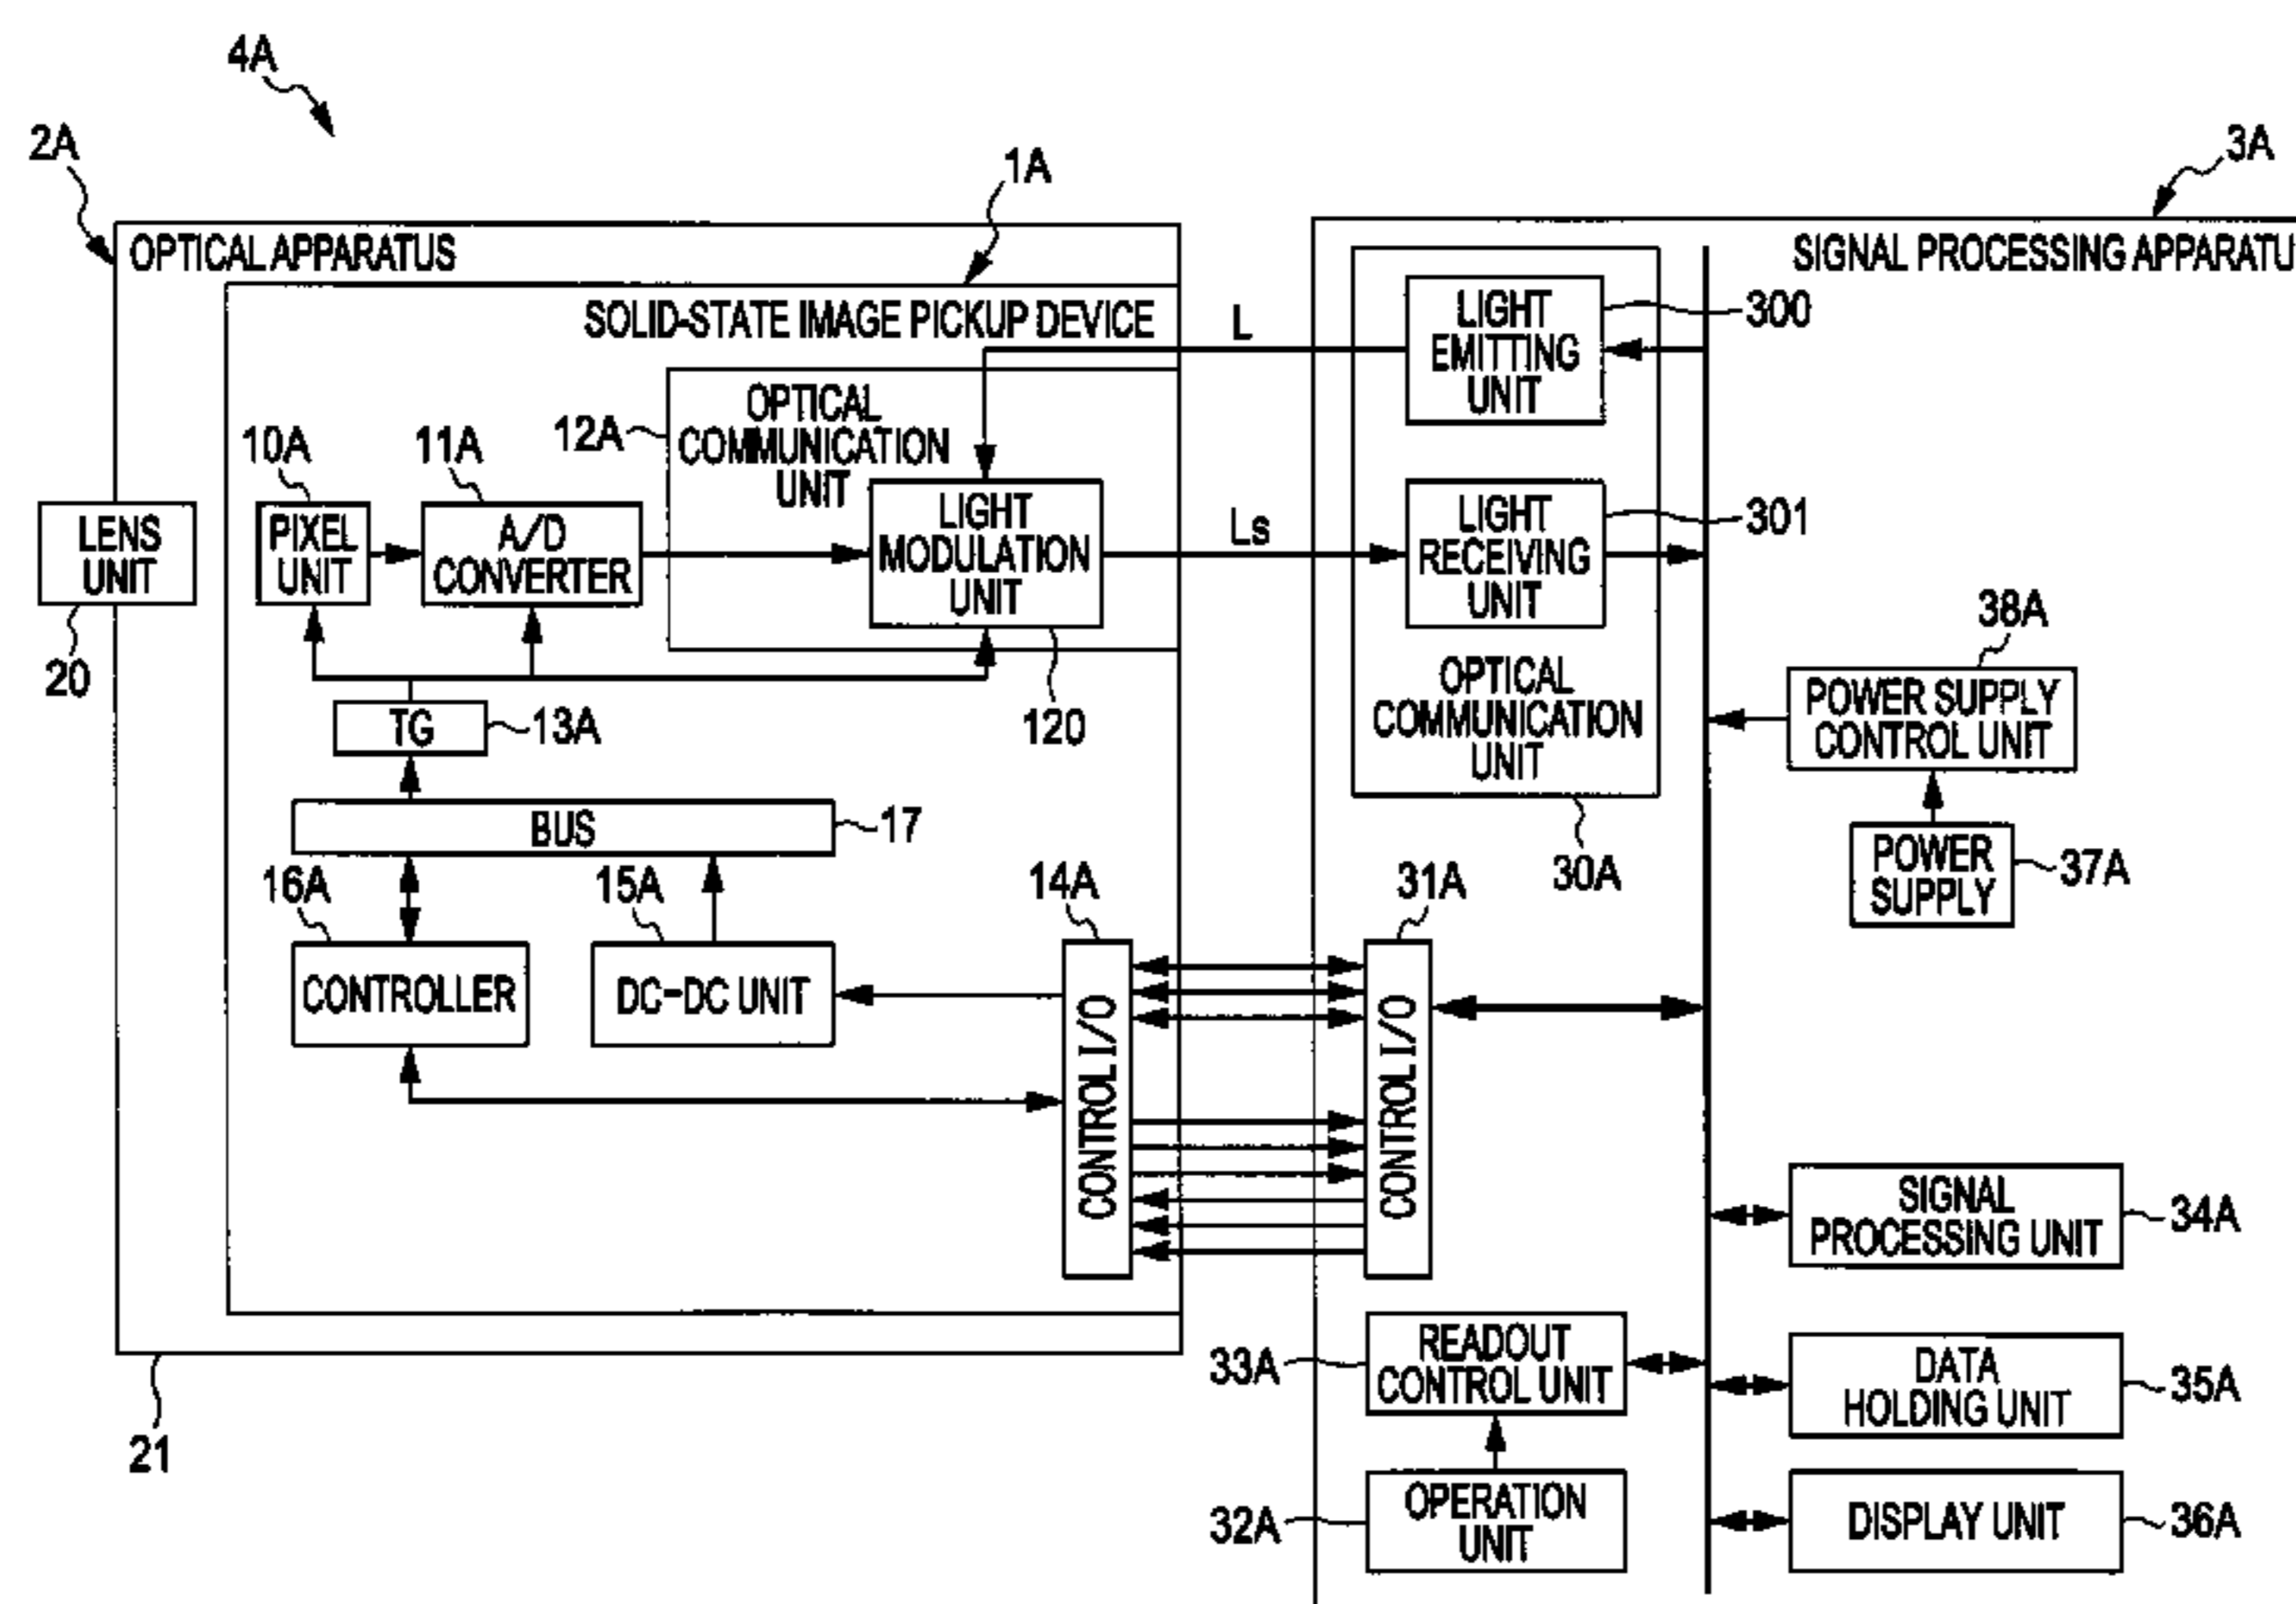 4A
2A
1A
3A
OPTICAL APPARATUS
SIGNAL PROCESSING APPARATU
SOLID-STATE IMAGE PICKUP DEVICE
L
LIGHT
EMITTING
UNIT
300
OPTICAL
COMMUNICATION
UNIT
12A
10A
11A
LENS
UNIT
20
PIXEL
UNIT
A/D
CONVERTER
LIGHT
MODULATION
UNIT
120
Ls
LIGHT
RECEIVING
UNIT
301
OPTICAL
COMMUNICATION
UNIT
30A
38A
POWER SUPPLY
CONTROL UNIT
POWER
SUPPLY
37A
TG
13A
BUS
17
16A
15A
14A
31A
CONTROLLER
DC-DC UNIT
CONTROL I/O
CONTROL I/O
SIGNAL
PROCESSING UNIT
34A
33A
READOUT
CONTROL UNIT
DATA
HOLDING UNIT
35A
21
32A
OPERATION
UNIT
DISPLAY UNIT
36A